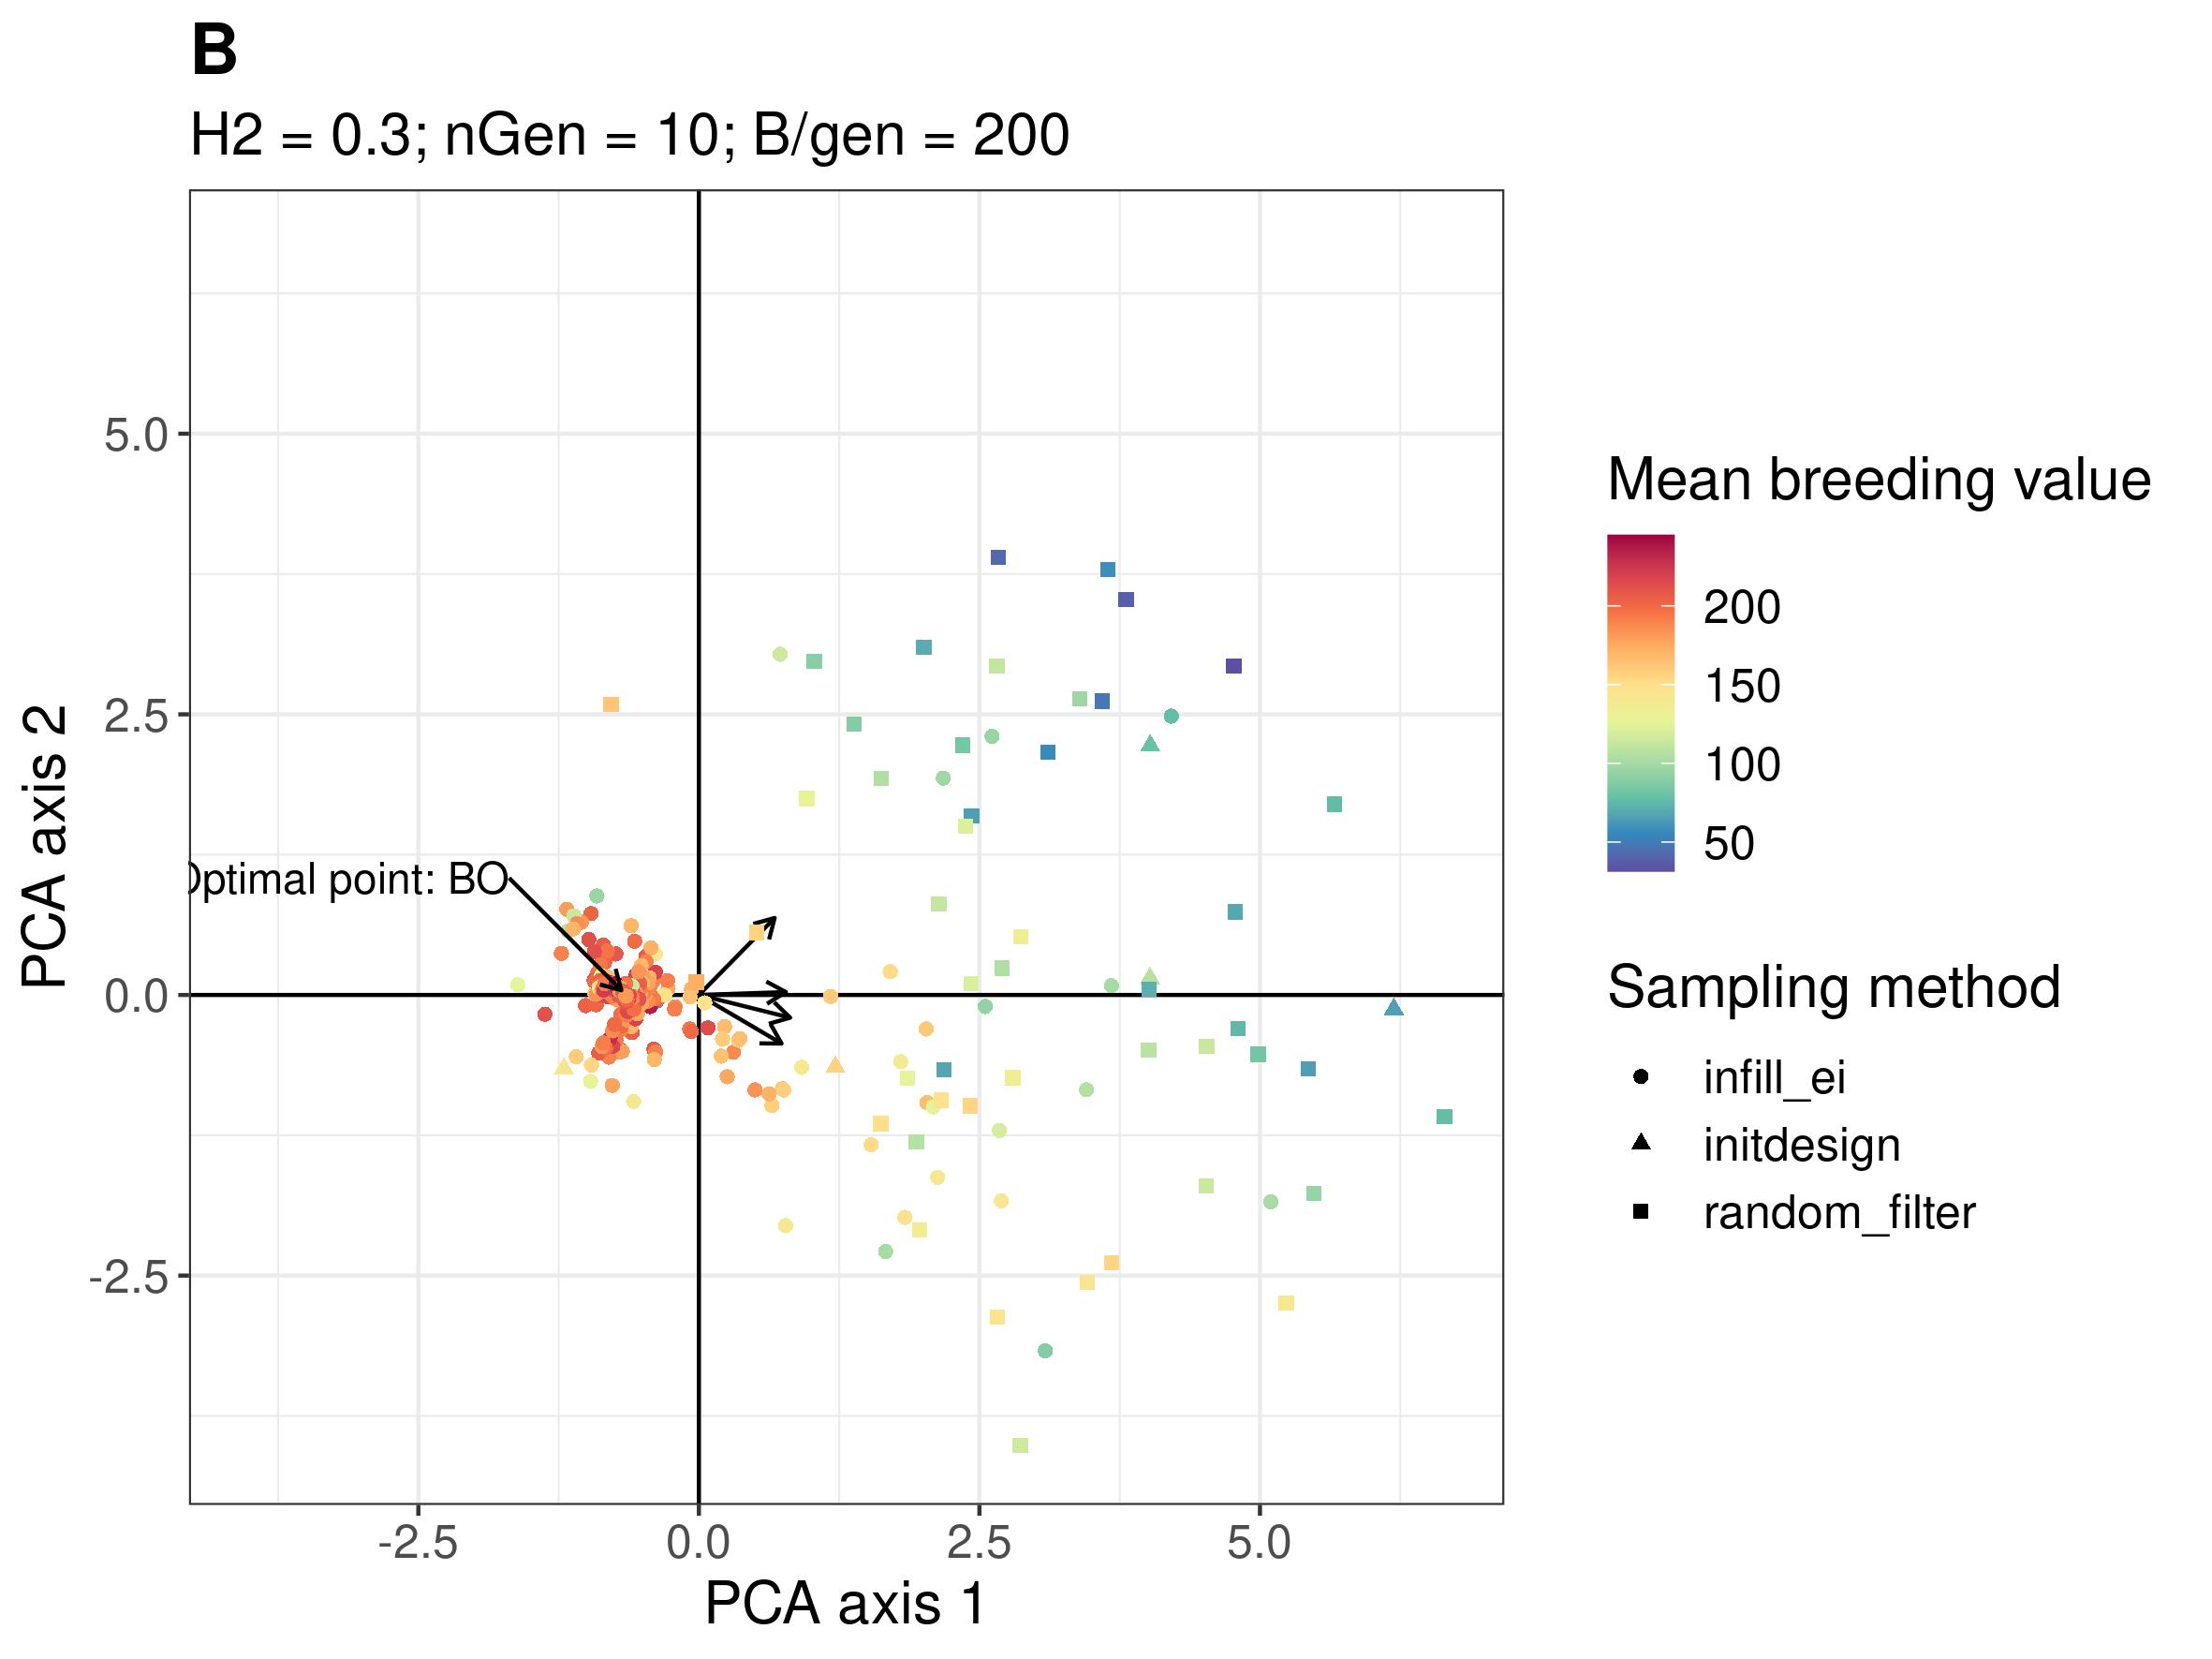 B
H2 = 0.3; nGen = 10; B/gen = 200
PCA axis 2
5.0
2.5
0.0
-2.5
Optimal point: BO
-2.5
0.0
2.5
5.0
PCA axis 1
Mean breeding value
200
150
100
50
Sampling method
infill_ei
initdesign
random_filter